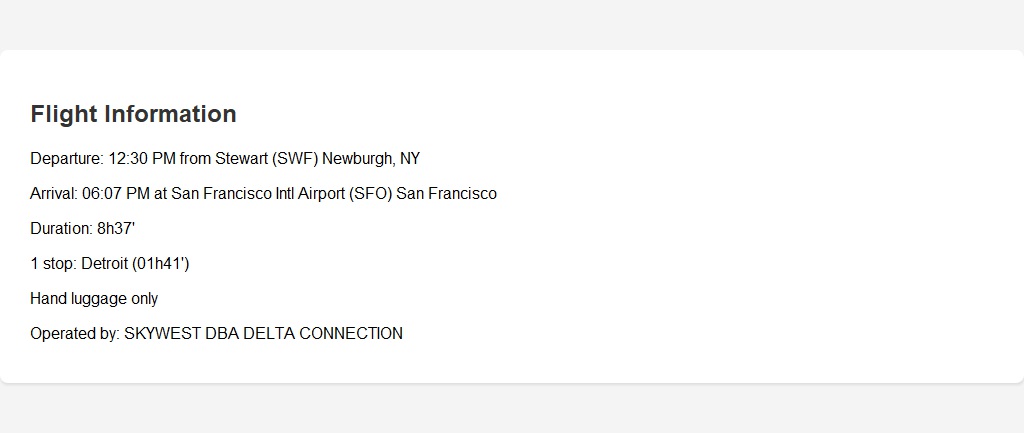 Flight Information
Departure: 12:30 PM from Stewart (SWF) Newburgh, NY
Arrival: 06:07 PM at San Francisco Intl Airport (SFO) San Francisco
Duration: 8h37'
1 stop: Detroit (01h41')
Hand luggage only
Operated by: SKYWEST DBA DELTA CONNECTION